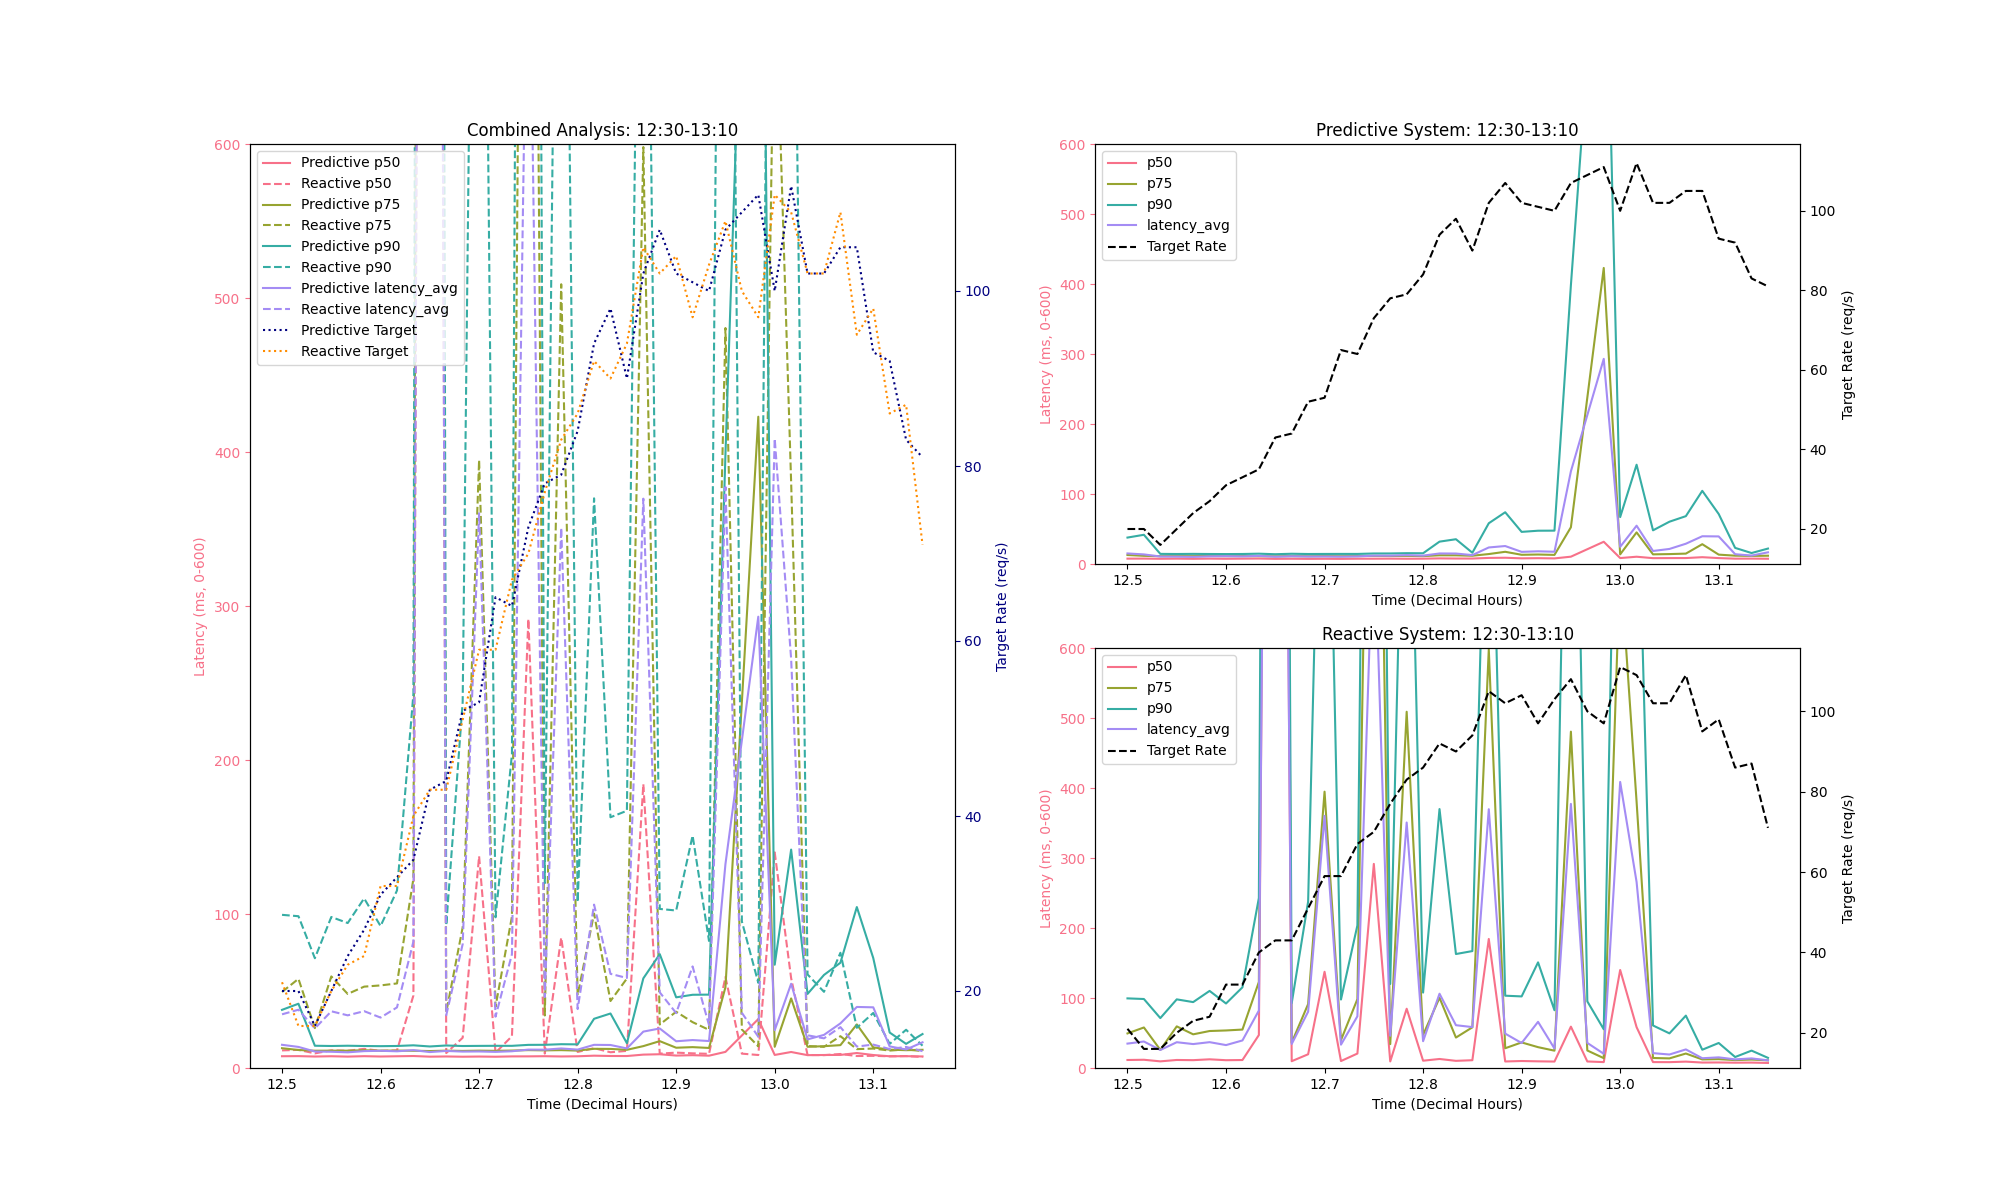 Combined Analysis: 12:30-13:10
600
500
400
300
200
100
0
Latency (ms, 0-600)
Predictive p50
Reactive p50
Predictive p75
Reactive p75
Predictive p90
Reactive p90
Predictive latency_avg
Reactive latency_avg
Predictive Target
Reactive Target
100
80
60
40
20
Target Rate (req/s)
12.5 12.6 12.7 12.8 12.9 13.0 13.1
Time (Decimal Hours)
Predictive System: 12:30-13:10
600
500
400
300
200
100
0
Latency (ms, 0-600)
p50
p75
p90
latency_avg
Target Rate
100
80
60
40
20
Target Rate (req/s)
12.5 12.6 12.7 12.8 12.9 13.0 13.1
Time (Decimal Hours)
Reactive System: 12:30-13:10
600
500
400
300
200
100
0
Latency (ms, 0-600)
p50
p75
p90
latency_avg
Target Rate
100
80
60
40
20
Target Rate (req/s)
12.5 12.6 12.7 12.8 12.9 13.0 13.1
Time (Decimal Hours)